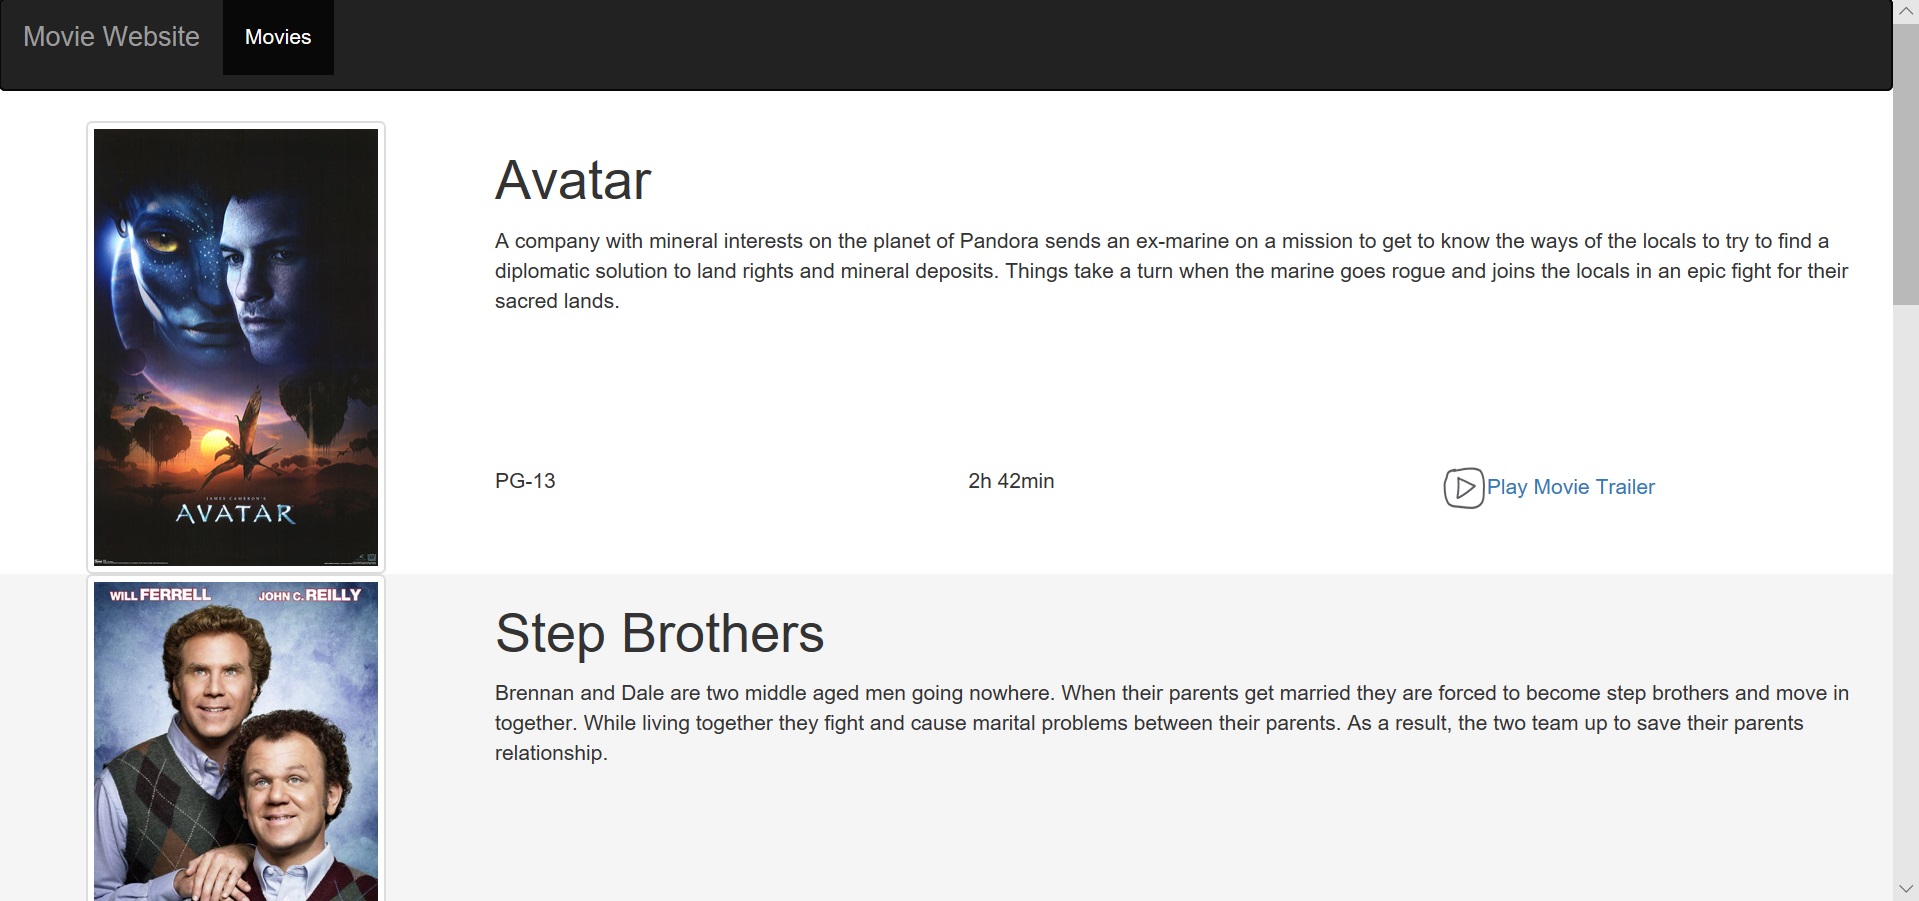 Movie Website
Movies
Avatar
A company with mineral interests on the planet of Pandora sends an ex-marine on a mission to get to know the ways of the locals to try to find a
diplomatic solution to land rights and mineral deposits. Things take a turn when the marine goes rogue and joins the locals in an epic fight for their
sacred lands.
PG-13
2h 42min
Play Movie Trailer
JAMES CAMERON'S
AVATAR
WILL FERRELL
JOHN C. REILLY
Step Brothers
Brennan and Dale are two middle aged men going nowhere. When their parents get married they are forced to become step brothers and move in
together. While living together they fight and cause marital problems between their parents. As a result, the two team up to save their parents
relationship.